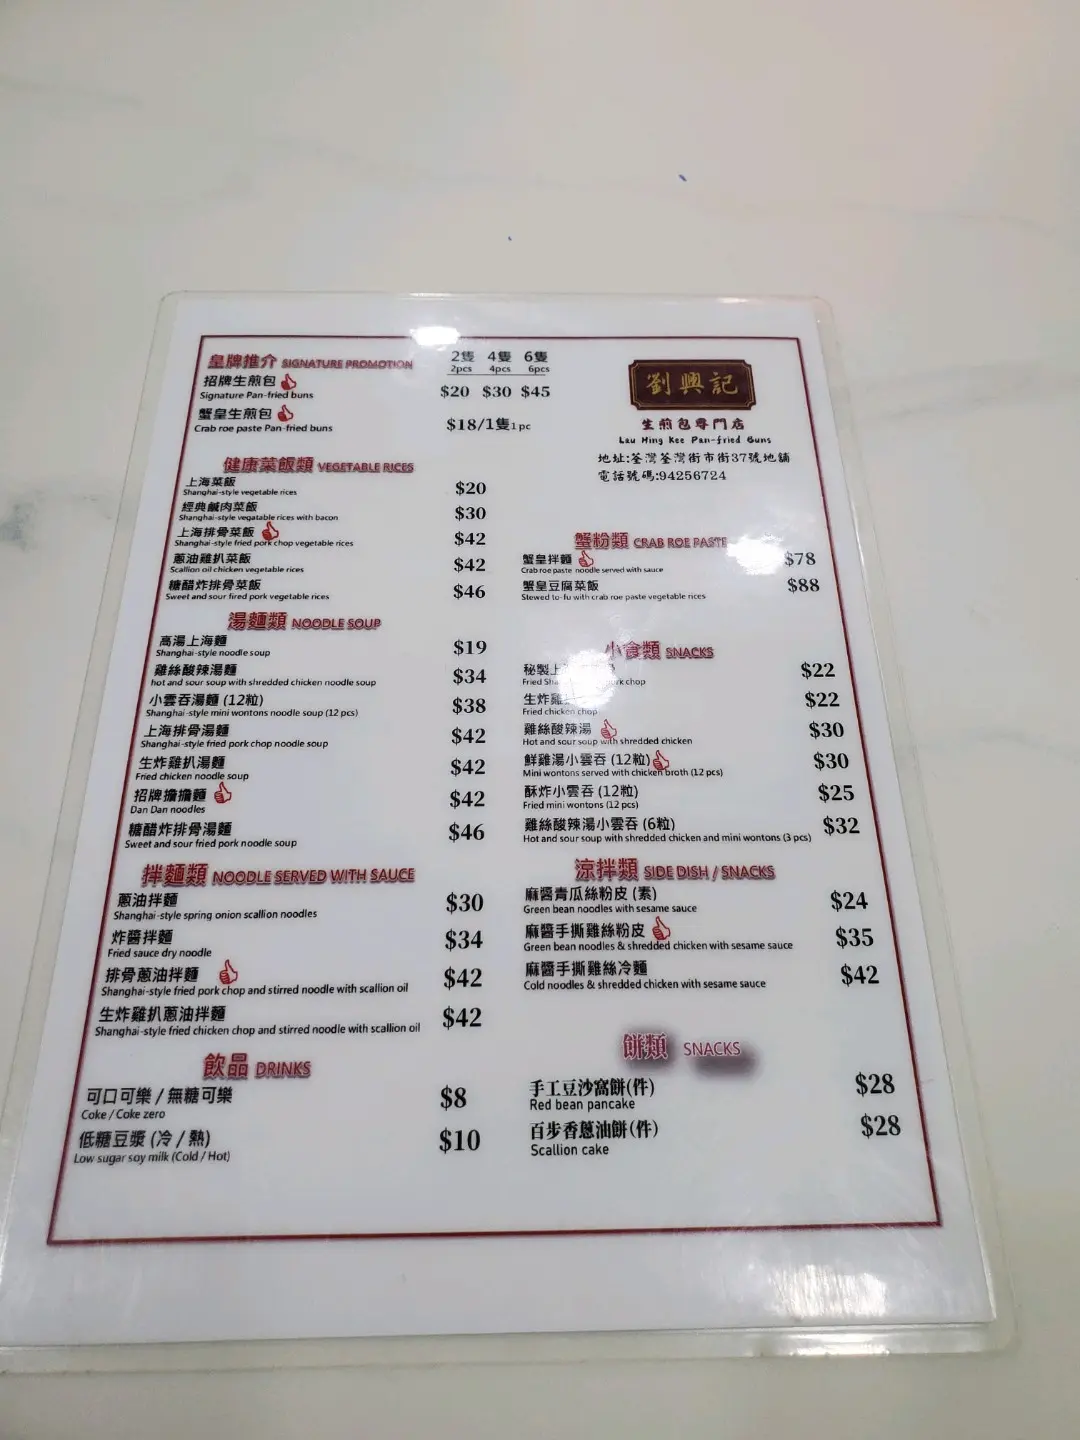 皇牌推介 SIGNATURE PROMOTION 2隻 4隻 6隻
2pcs 4pcs 6pcs
招牌生煎包 $20 $30 $45
Signature Pan-fried buns
蟹皇生煎包 $18/1隻1pc
Crab roe paste Pan-fried buns
健康菜飯類 VEGETABLE RICES
上海菜飯 $20
Shanghai-style vegetable rices
經典鹹肉菜飯 $30
Shanghai-style vegatable rices with bacon
上海排骨菜飯 $42
Shanghai-style fried pork chop vegetable rices
蔥油雞扒菜飯 $42
Scallion oil chicken vegetable rices
糖醋炸排骨菜飯 $46
Sweet and sour fired pork vegetable rices
湯麵類 NOODLE SOUP
高湯上海麵 $19
Shanghai-style noodle soup
雞絲酸辣湯麵 $34
hot and sour soup with shredded chicken noodle soup
小雲吞湯麵 (12粒) $38
Shanghai-style mini wontons noodle soup (12 pcs)
上海排骨湯麵 $42
Shanghai-style fried pork chop noodle soup
生炸雞扒湯麵 $42
Fried chicken noodle soup
招牌擔擔麵 $42
Dan Dan noodles
糖醋炸排骨湯麵 $46
Sweet and sour fried pork noodle soup
拌麵類 NOODLE SERVED WITH SAUCE
蔥油拌麵 $30
Shanghai-style spring onion scallion noodles
炸醬拌麵 $34
Fried sauce dry noodle
排骨蔥油拌麵 $42
Shanghai-style fried pork chop and stirred noodle with scallion oil
生炸雞扒蔥油拌麵 $42
Shanghai-style fried chicken chop and stirred noodle with scallion oil
飲品 DRINKS
可口可樂 / 無糖可樂 $8
Coke / Coke zero
低糖豆漿 (冷 / 熱) $10
Low sugar soy milk (Cold / Hot)
劉興記
生煎包專門店
Lau Hing Kee Pan-fried Buns
地址:荃灣荃灣街市街37號地舖
電話號碼:94256724
蟹粉類 CRAB ROE PASTE
蟹皇拌麵 $78
Crab roe paste noodle served with sauce
蟹皇豆腐菜飯 $88
Stewed to-fu with crab roe paste vegetable rices
小食類 SNACKS
秘製上 $22
Fried pork chop
生炸雞 $22
Fried chicken chop
雞絲酸辣湯 $30
Hot and sour soup with shredded chicken
鮮雞湯小雲吞 (12粒) $30
Mini wontons served with chicken broth (12 pcs)
酥炸小雲吞 (12粒) $25
Fried mini wontons (12 pcs)
雞絲酸辣湯小雲吞 (6粒) $32
Hot and sour soup with shredded chicken and mini wontons (3 pcs)
涼拌類 SIDE DISH / SNACKS
麻醬青瓜絲粉皮 (素) $24
Green bean noodles with sesame sauce
麻醬手撕雞絲粉皮 $35
Green bean noodles & shredded chicken with sesame sauce
麻醬手撕雞絲冷麵 $42
Cold noodles & shredded chicken with sesame sauce
餅類 SNACKS
手工豆沙窩餅(件) $28
Red bean pancake
百步香蔥油餅(件) $28
Scallion cake